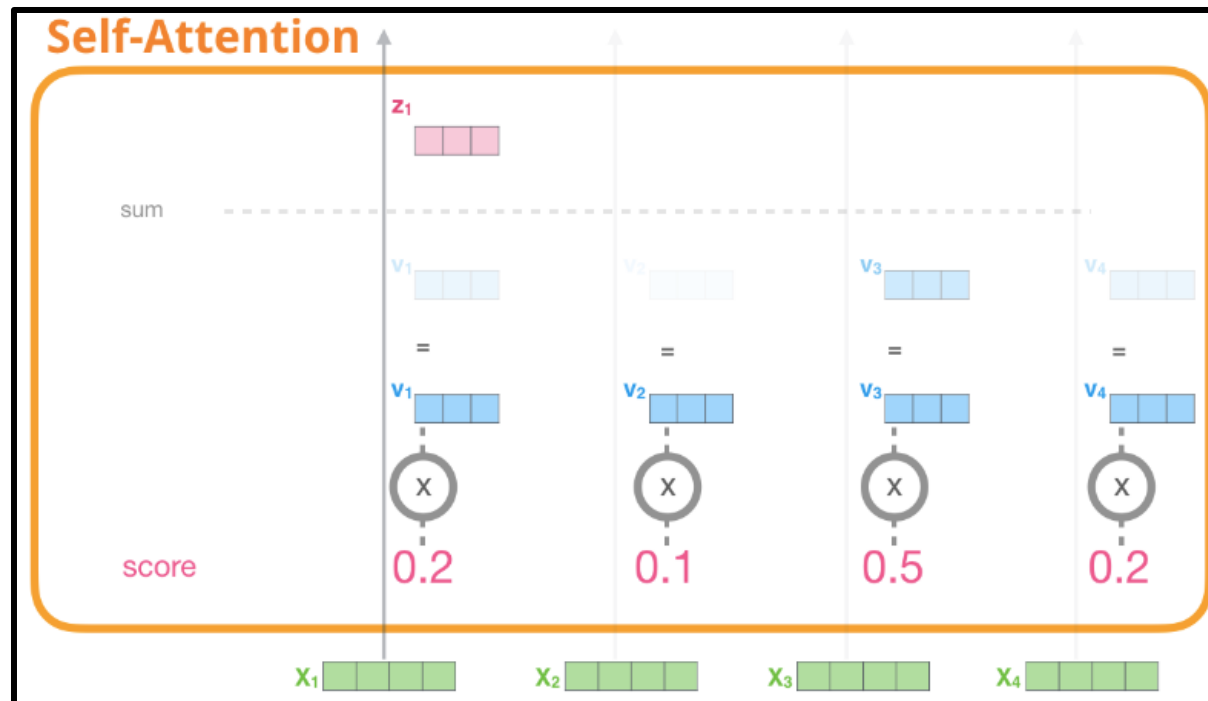 Self-Attention
z₁
sum
v₁ v₂ v₃ v₄
= = = =
v₁ v₂ v₃ v₄
X X X X
score 0.2 0.1 0.5 0.2
X₁ X₂ X₃ X₄